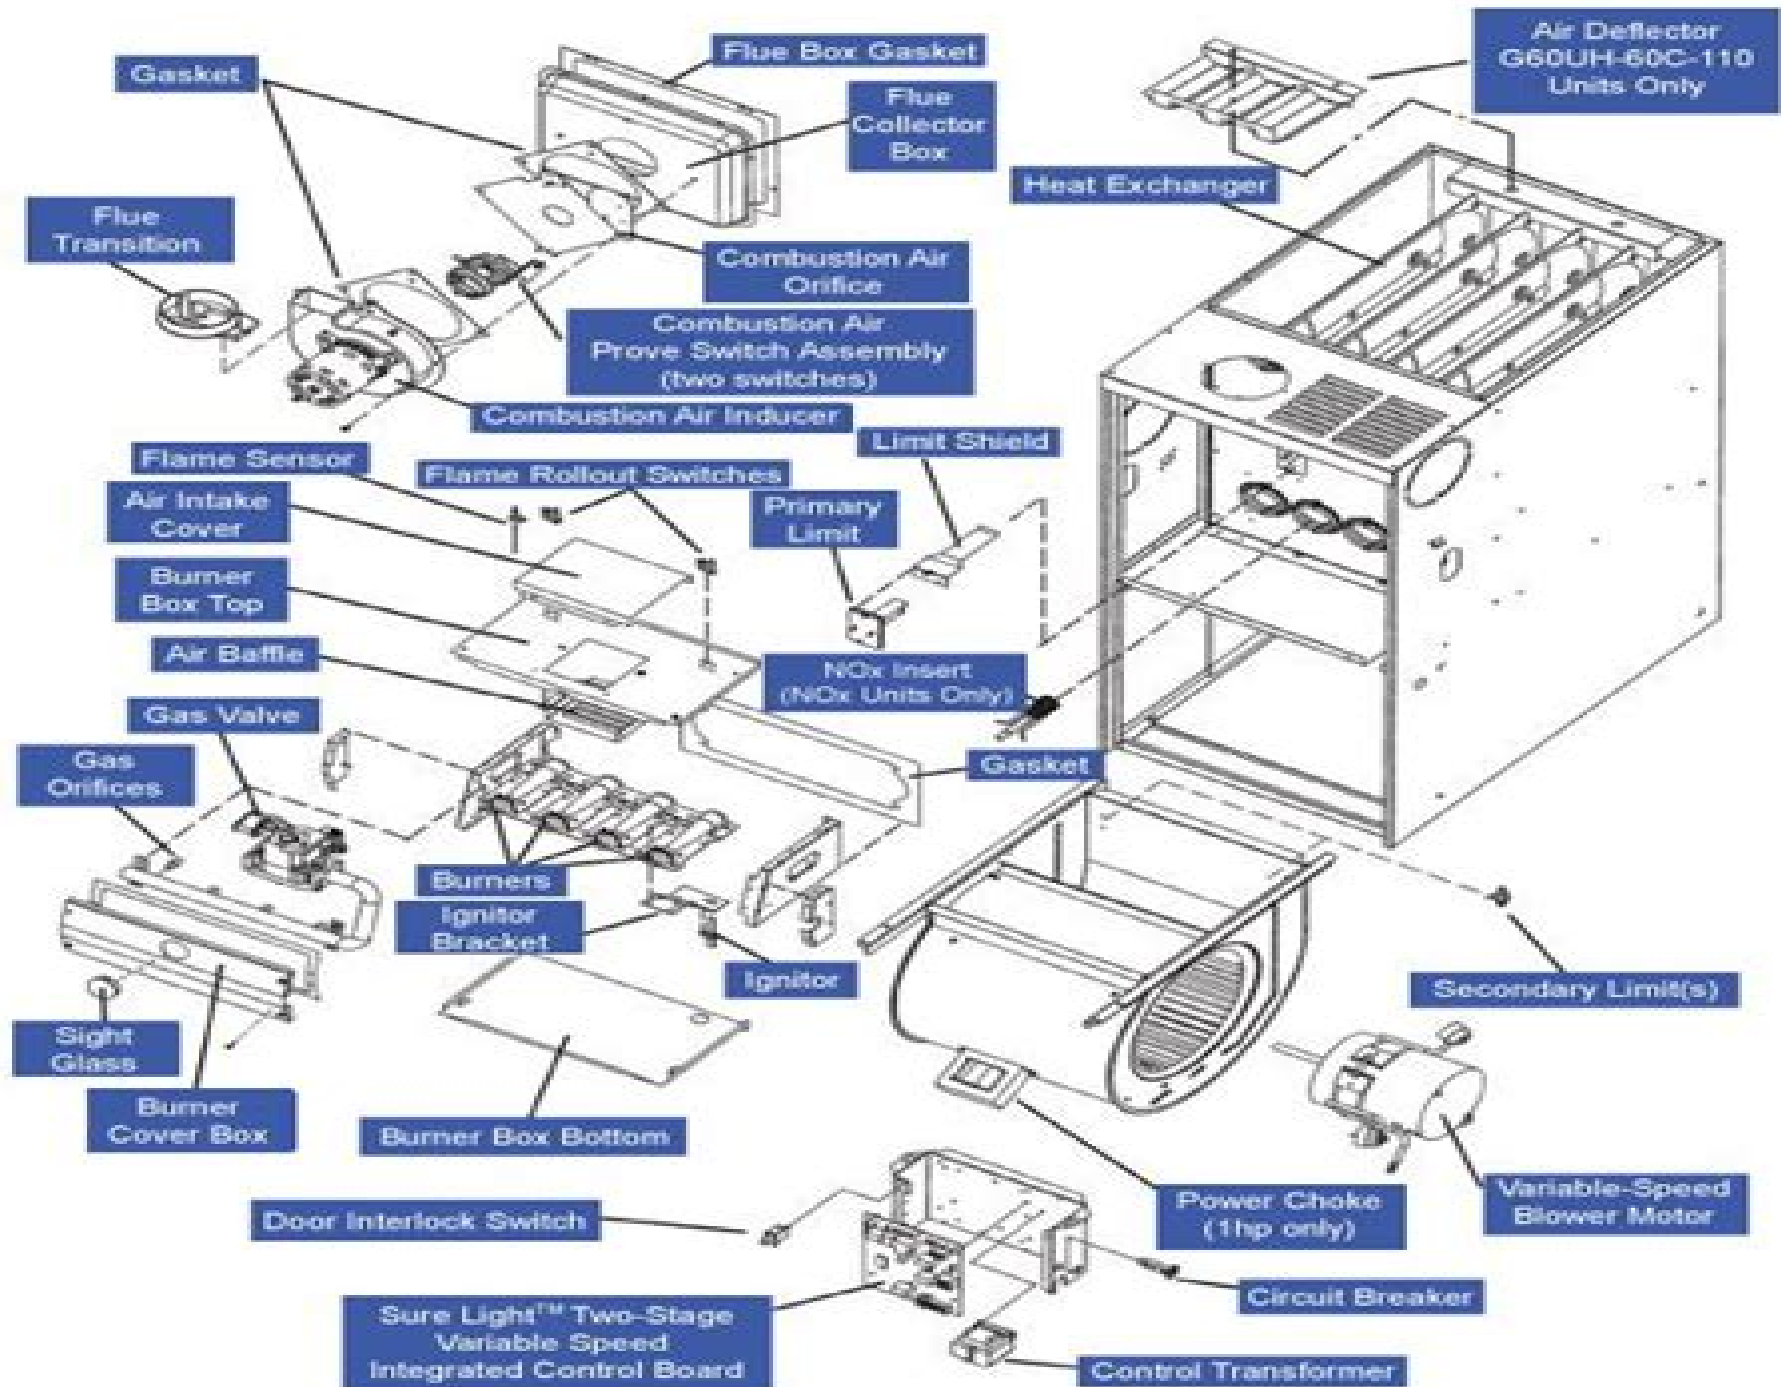 Flue Box Gasket
Air Deflector
G60UH-60C-110
Units Only
Gasket
Flue
Collector
Box
Heat Exchanger
Flue
Transition
Combustion Air
Orifice
Combustion Air
Prove Switch Assembly
(two switches)
Combustion Air Inducer
Limit Shield
Flame Sensor
Flame Rollout Switches
Air Intake
Cover
Primary
Limit
Burner
Box Top
Air Baffle
NOx Insert
(NOx Units Only)
Gas Valve
Gas
Orifices
Gasket
Burners
Ignitor
Bracket
Ignitor
Secondary Limit(s)
Sight
Glass
Burner
Cover Box
Burner Box Bottom
Power Choke
(1hp only)
Variable-Speed
Blower Motor
Door Interlock Switch
Circuit Breaker
Sure Light™ Two-Stage
Variable Speed
Integrated Control Board
Control Transformer